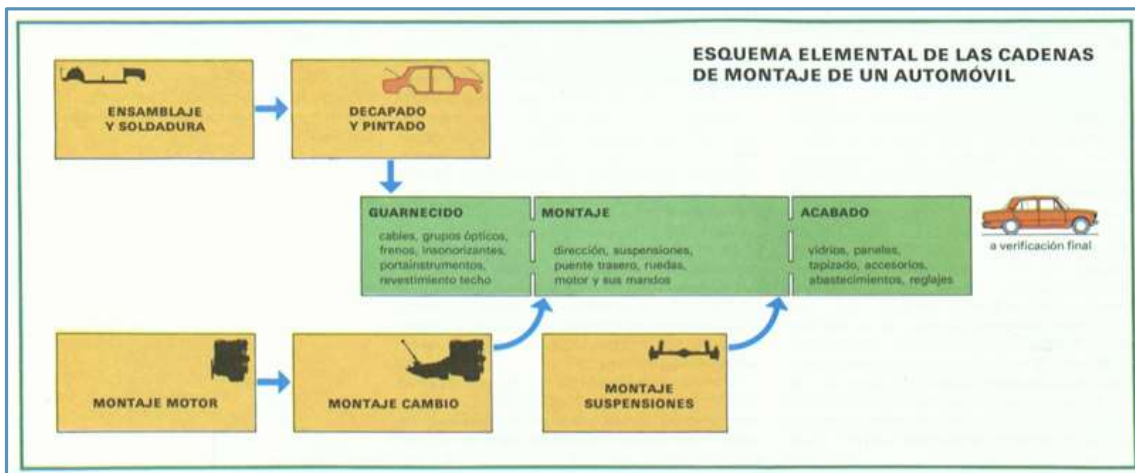 ESQUEMA ELEMENTAL DE LAS CADENAS
DE MONTAJE DE UN AUTOMÓVIL
ENSAMBLAJE
Y SOLDADURA
DECAPADO
Y PINTADO
GUARNECIDO
cables, grupos ópticos,
frenos, insonorizantes,
portainstrumentos,
revestimiento techo
MONTAJE
dirección, suspensiones,
puente trasero, ruedas,
motor y sus mandos
ACABADO
vidrios, paneles,
tapizado, accesorios,
abastecimientos, reglajes
a verificación final
MONTAJE MOTOR
MONTAJE CAMBIO
MONTAJE
SUSPENSIONES